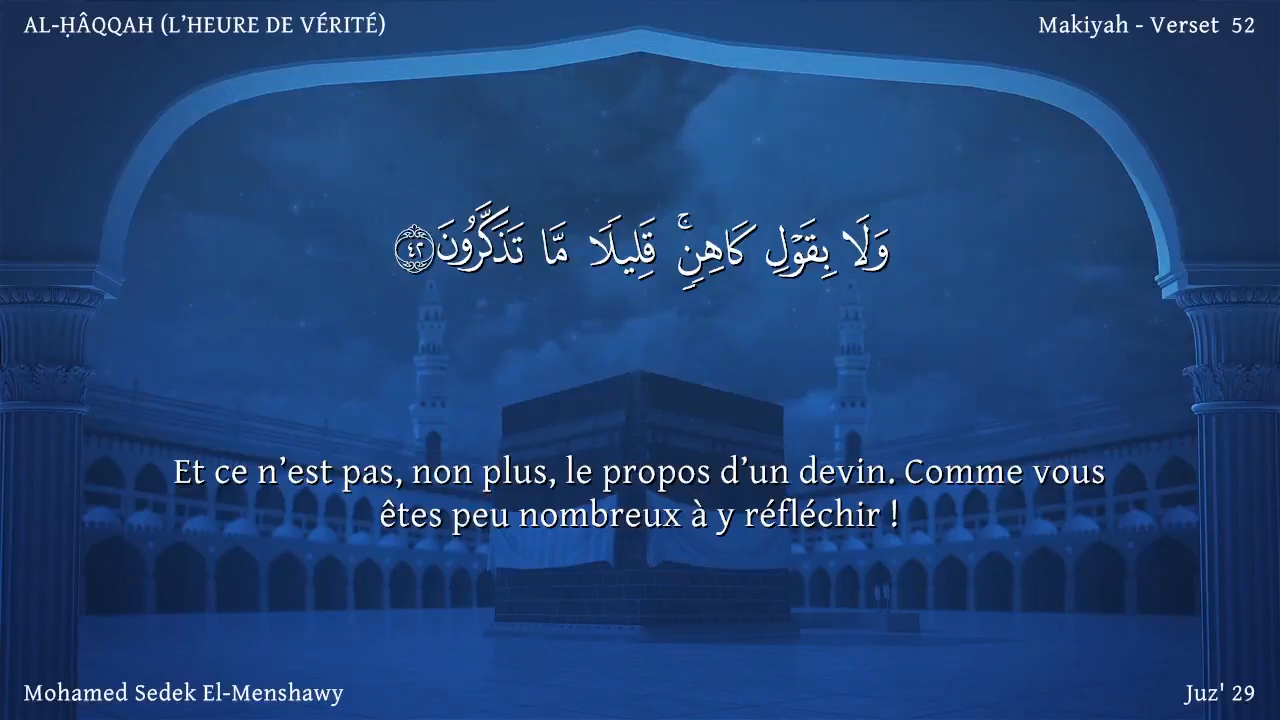 AL-ḤÂQQAH (L’HEURE DE VÉRITÉ)
Makiyah - Verset 52
وَلَا بِقَوْلِ كَاهِنٍ ۚ قَلِيلًا مَّا تَذَكَّرُونَ ٤٢
Et ce n’est pas, non plus, le propos d’un devin. Comme vous
êtes peu nombreux à y réfléchir !
Mohamed Sedek El-Menshawy
Juz' 29